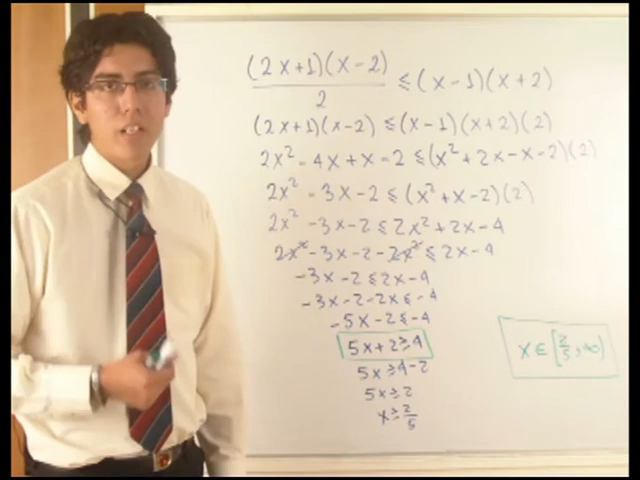 (2x+1)(x-2)/2 ≤ (x-1)(x+2)
(2x+1)(x-2) ≤ (x-1)(x+2)(2)
2x² - 4x + x - 2 ≤ (x² + 2x - x - 2)(2)
2x² - 3x - 2 ≤ (x² + x - 2)(2)
2x² - 3x - 2 ≤ 2x² + 2x - 4
2x² - 3x - 2 - 2x² ≤ 2x - 4
-3x - 2 ≤ 2x - 4
-3x - 2 - 2x ≤ -4
-5x - 2 ≤ -4
5x + 2 ≥ 4
5x ≥ 4 - 2
5x ≥ 2
x ≥ 2/5
x ∈ [2/5, ∞)